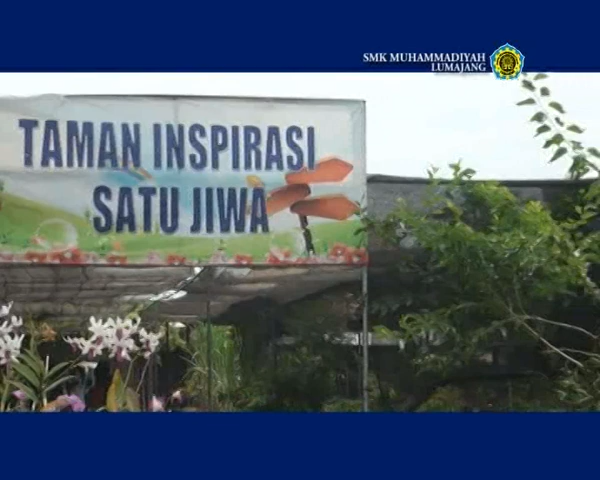 SMK MUHAMMADIYAH
LUMAJANG
TAMAN INSPIRASI
SATU JIWA